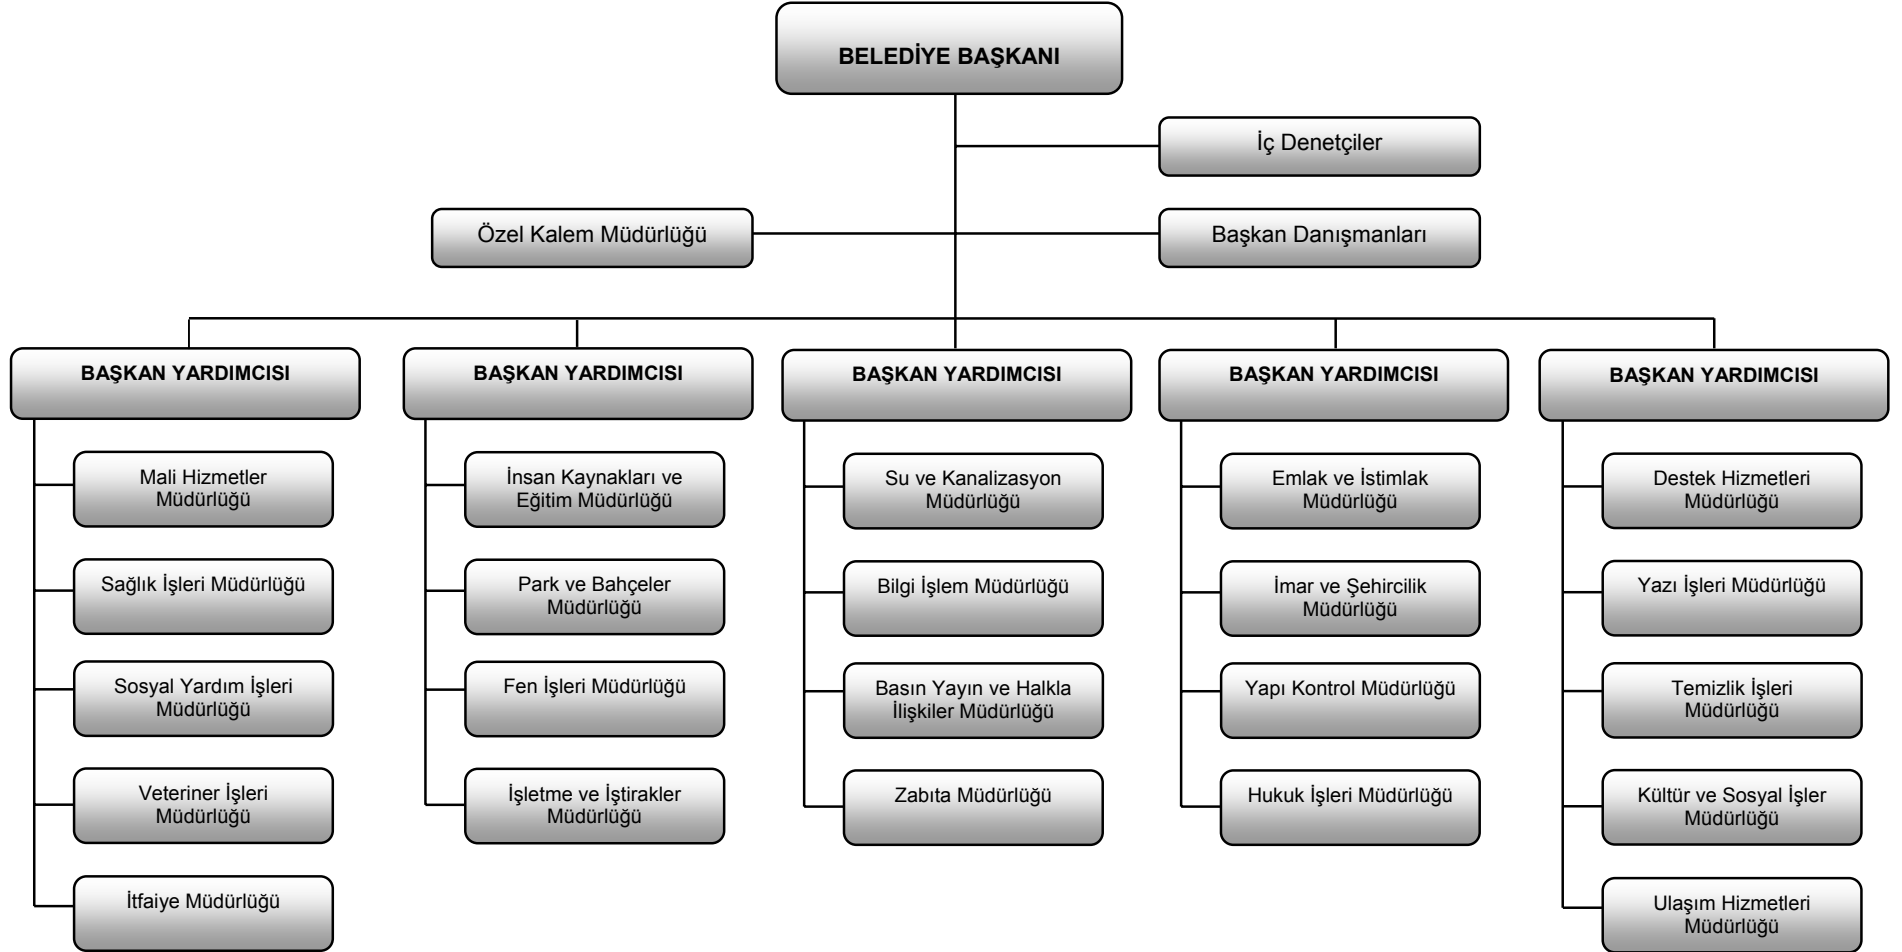 BELEDİYE BAŞKANI
İç Denetçiler
Özel Kalem Müdürlüğü
Başkan Danışmanları
BAŞKAN YARDIMCISI
Mali Hizmetler
Müdürlüğü
Sağlık İşleri Müdürlüğü
Sosyal Yardım İşleri
Müdürlüğü
Veteriner İşleri
Müdürlüğü
İtfaiye Müdürlüğü
BAŞKAN YARDIMCISI
İnsan Kaynakları ve
Eğitim Müdürlüğü
Park ve Bahçeler
Müdürlüğü
Fen İşleri Müdürlüğü
İşletme ve İştirakler
Müdürlüğü
BAŞKAN YARDIMCISI
Su ve Kanalizasyon
Müdürlüğü
Bilgi İşlem Müdürlüğü
Basın Yayın ve Halkla
İlişkiler Müdürlüğü
Zabıta Müdürlüğü
BAŞKAN YARDIMCISI
Emlak ve İstimlak
Müdürlüğü
İmar ve Şehircilik
Müdürlüğü
Yapı Kontrol Müdürlüğü
Hukuk İşleri Müdürlüğü
BAŞKAN YARDIMCISI
Destek Hizmetleri
Müdürlüğü
Yazı İşleri Müdürlüğü
Temizlik İşleri
Müdürlüğü
Kültür ve Sosyal İşler
Müdürlüğü
Ulaşım Hizmetleri
Müdürlüğü